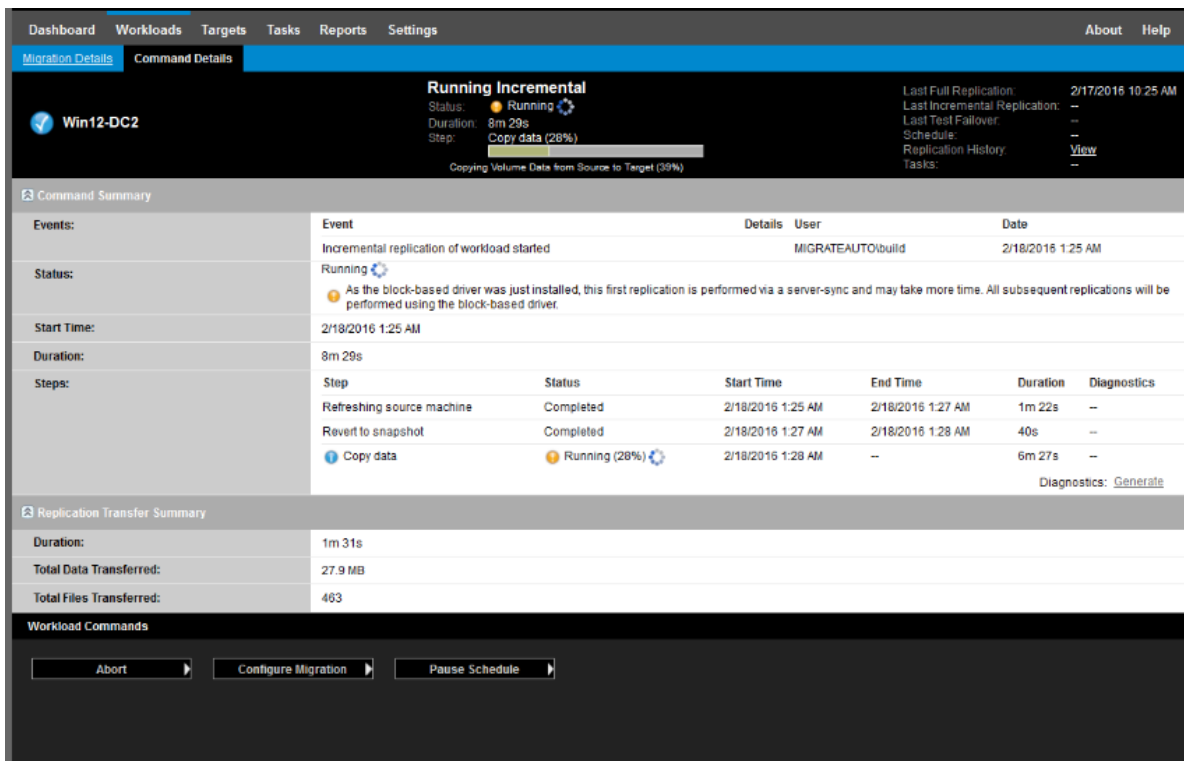 Dashboard Workloads Targets Tasks Reports Settings About Help
Migration Details Command Details
Win12-DC2
Running Incremental
Status: Running
Duration: 8m 29s
Step: Copy data (28%)
Copying Volume Data from Source to Target (39%)
Last Full Replication: 2/17/2016 10:25 AM
Last Incremental Replication: --
Last Test Failover: --
Schedule: --
Replication History: View
Tasks: --
Command Summary
Events: Event Details User Date
Incremental replication of workload started MIGRATEAUTO\build 2/18/2016 1:25 AM
Status: Running
As the block-based driver was just installed, this first replication is performed via a server-sync and may take more time. All subsequent replications will be
performed using the block-based driver.
Start Time: 2/18/2016 1:25 AM
Duration: 8m 29s
Steps: Step Status Start Time End Time Duration Diagnostics
Refreshing source machine Completed 2/18/2016 1:25 AM 2/18/2016 1:27 AM 1m 22s --
Revert to snapshot Completed 2/18/2016 1:27 AM 2/18/2016 1:28 AM 40s --
Copy data Running (28%) 2/18/2016 1:28 AM -- 6m 27s --
Diagnostics: Generate
Replication Transfer Summary
Duration: 1m 31s
Total Data Transferred: 27.9 MB
Total Files Transferred: 463
Workload Commands
Abort Configure Migration Pause Schedule